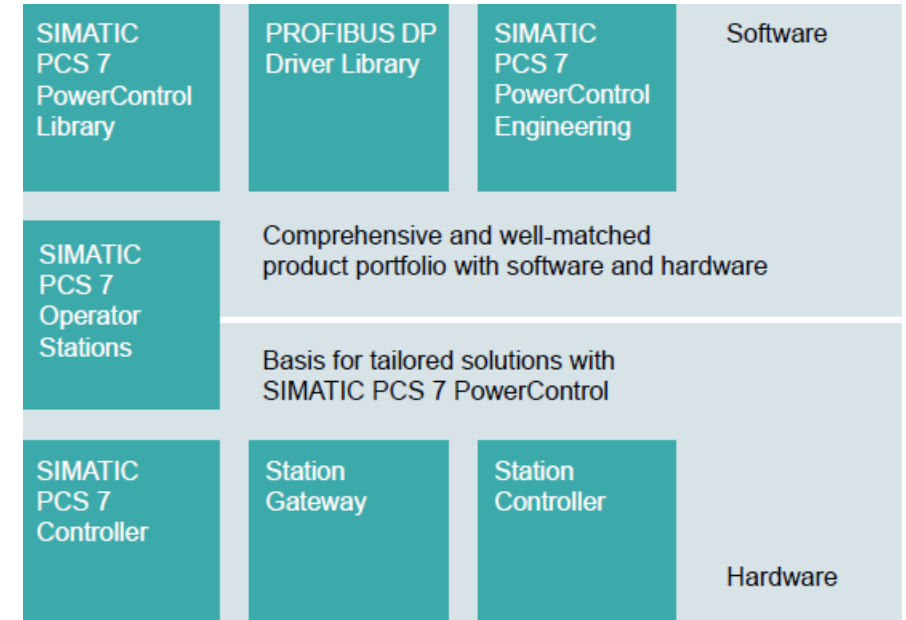 SIMATIC
PCS 7
PowerControl
Library
PROFIBUS DP
Driver Library
SIMATIC
PCS 7
PowerControl
Engineering
Software
SIMATIC
PCS 7
Operator
Stations
Comprehensive and well-matched
product portfolio with software and hardware
Basis for tailored solutions with
SIMATIC PCS 7 PowerControl
SIMATIC
PCS 7
Controller
Station
Gateway
Station
Controller
Hardware